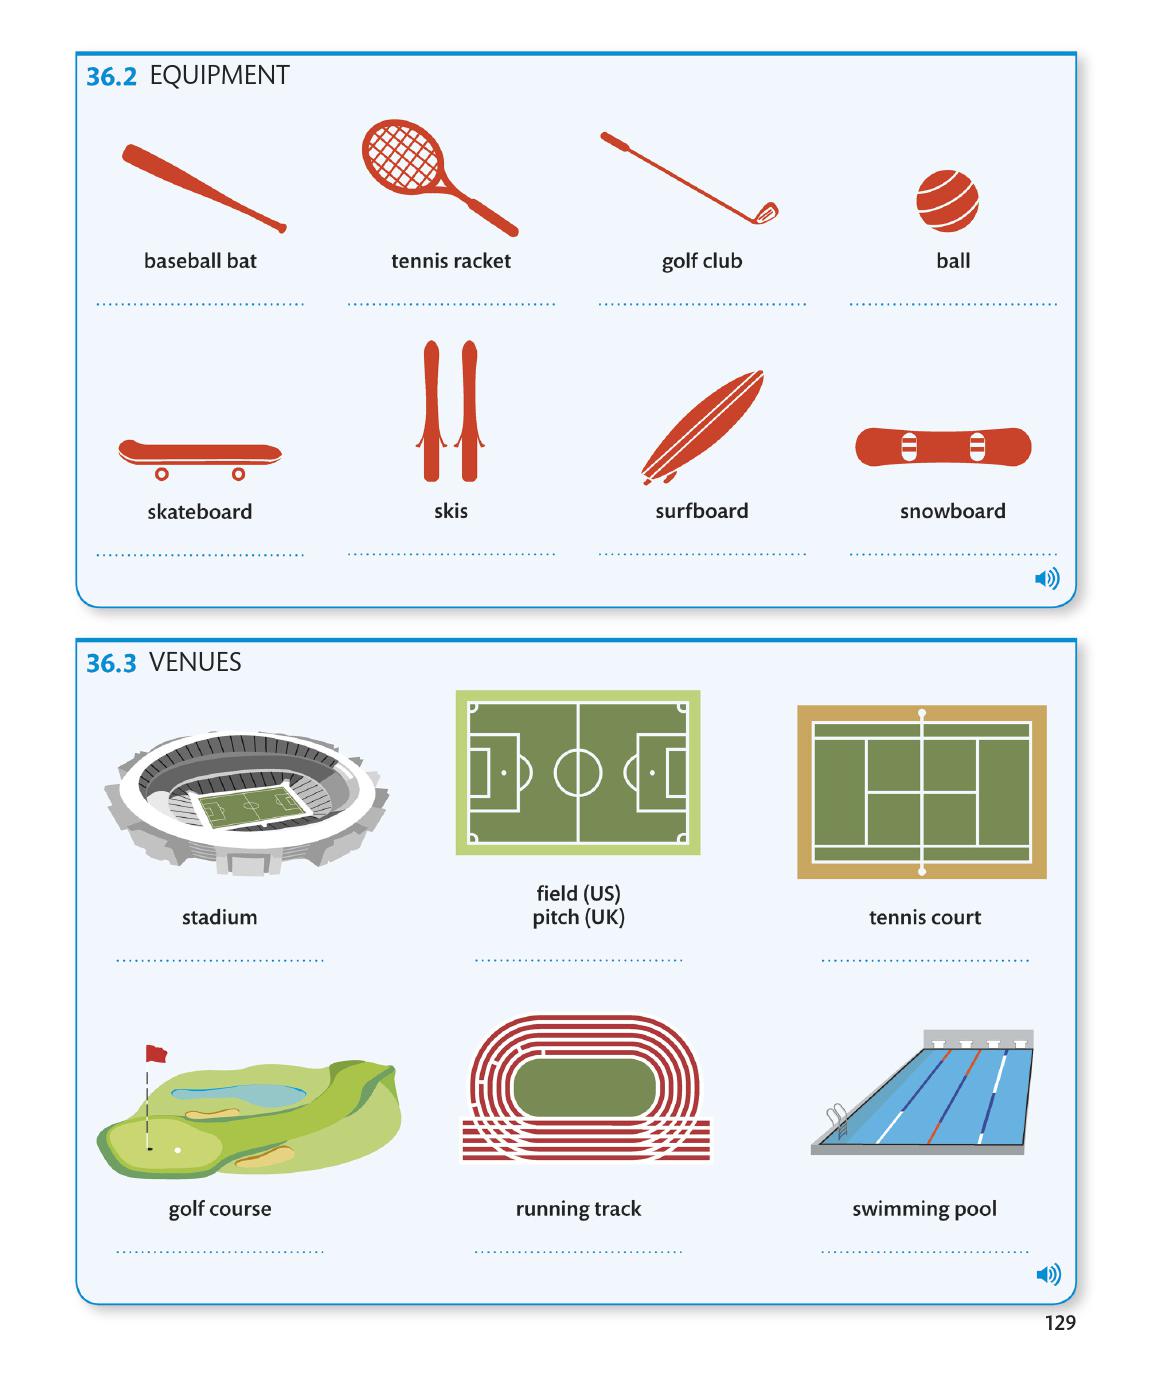 36.2 EQUIPMENT
baseball bat
tennis racket
golf club
ball
skateboard
skis
surfboard
snowboard
36.3 VENUES
stadium
field (US)
pitch (UK)
tennis court
golf course
running track
swimming pool
129